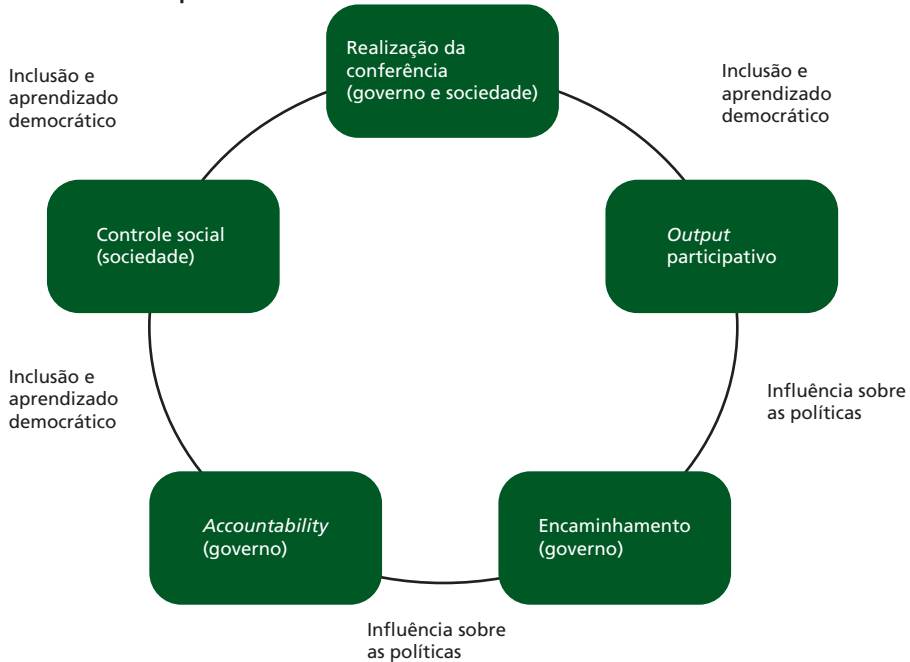 Realização da
conferência
(governo e sociedade)
Inclusão e
aprendizado
democrático
Inclusão e
aprendizado
democrático
Controle social
(sociedade)
Output
participativo
Inclusão e
aprendizado
democrático
Influência sobre
as políticas
Accountability
(governo)
Encaminhamento
(governo)
Influência sobre
as políticas